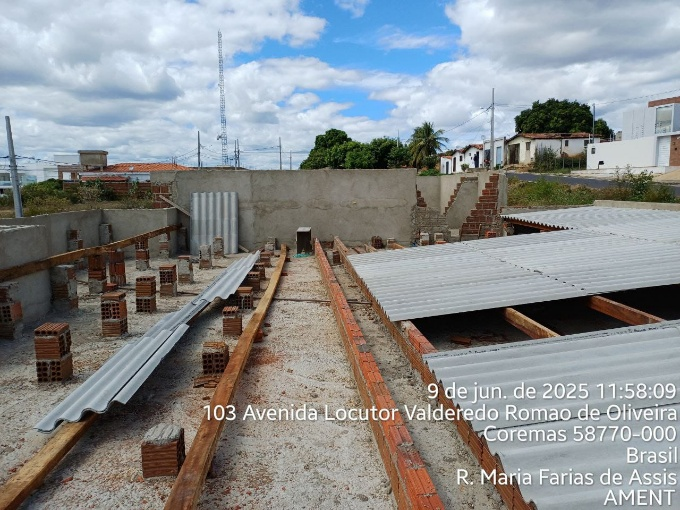 9 de jun. de 2025 11:58:09
103 Avenida Locutor Valderedo Romao de Oliveira
Coremas 58770-000
Brasil
R. Maria Farias de Assis
AMENT